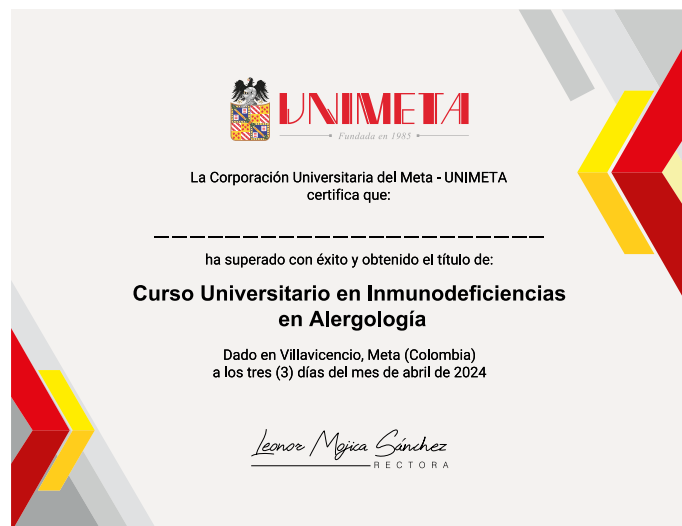 UNIMETA
Fundada en 1985
La Corporación Universitaria del Meta - UNIMETA
certifica que:
ha superado con éxito y obtenido el título de:
Curso Universitario en Inmunodeficiencias
en Alergología
Dado en Villavicencio, Meta (Colombia)
a los tres (3) días del mes de abril de 2024
Leonor Mojica Sánchez
RECTORA